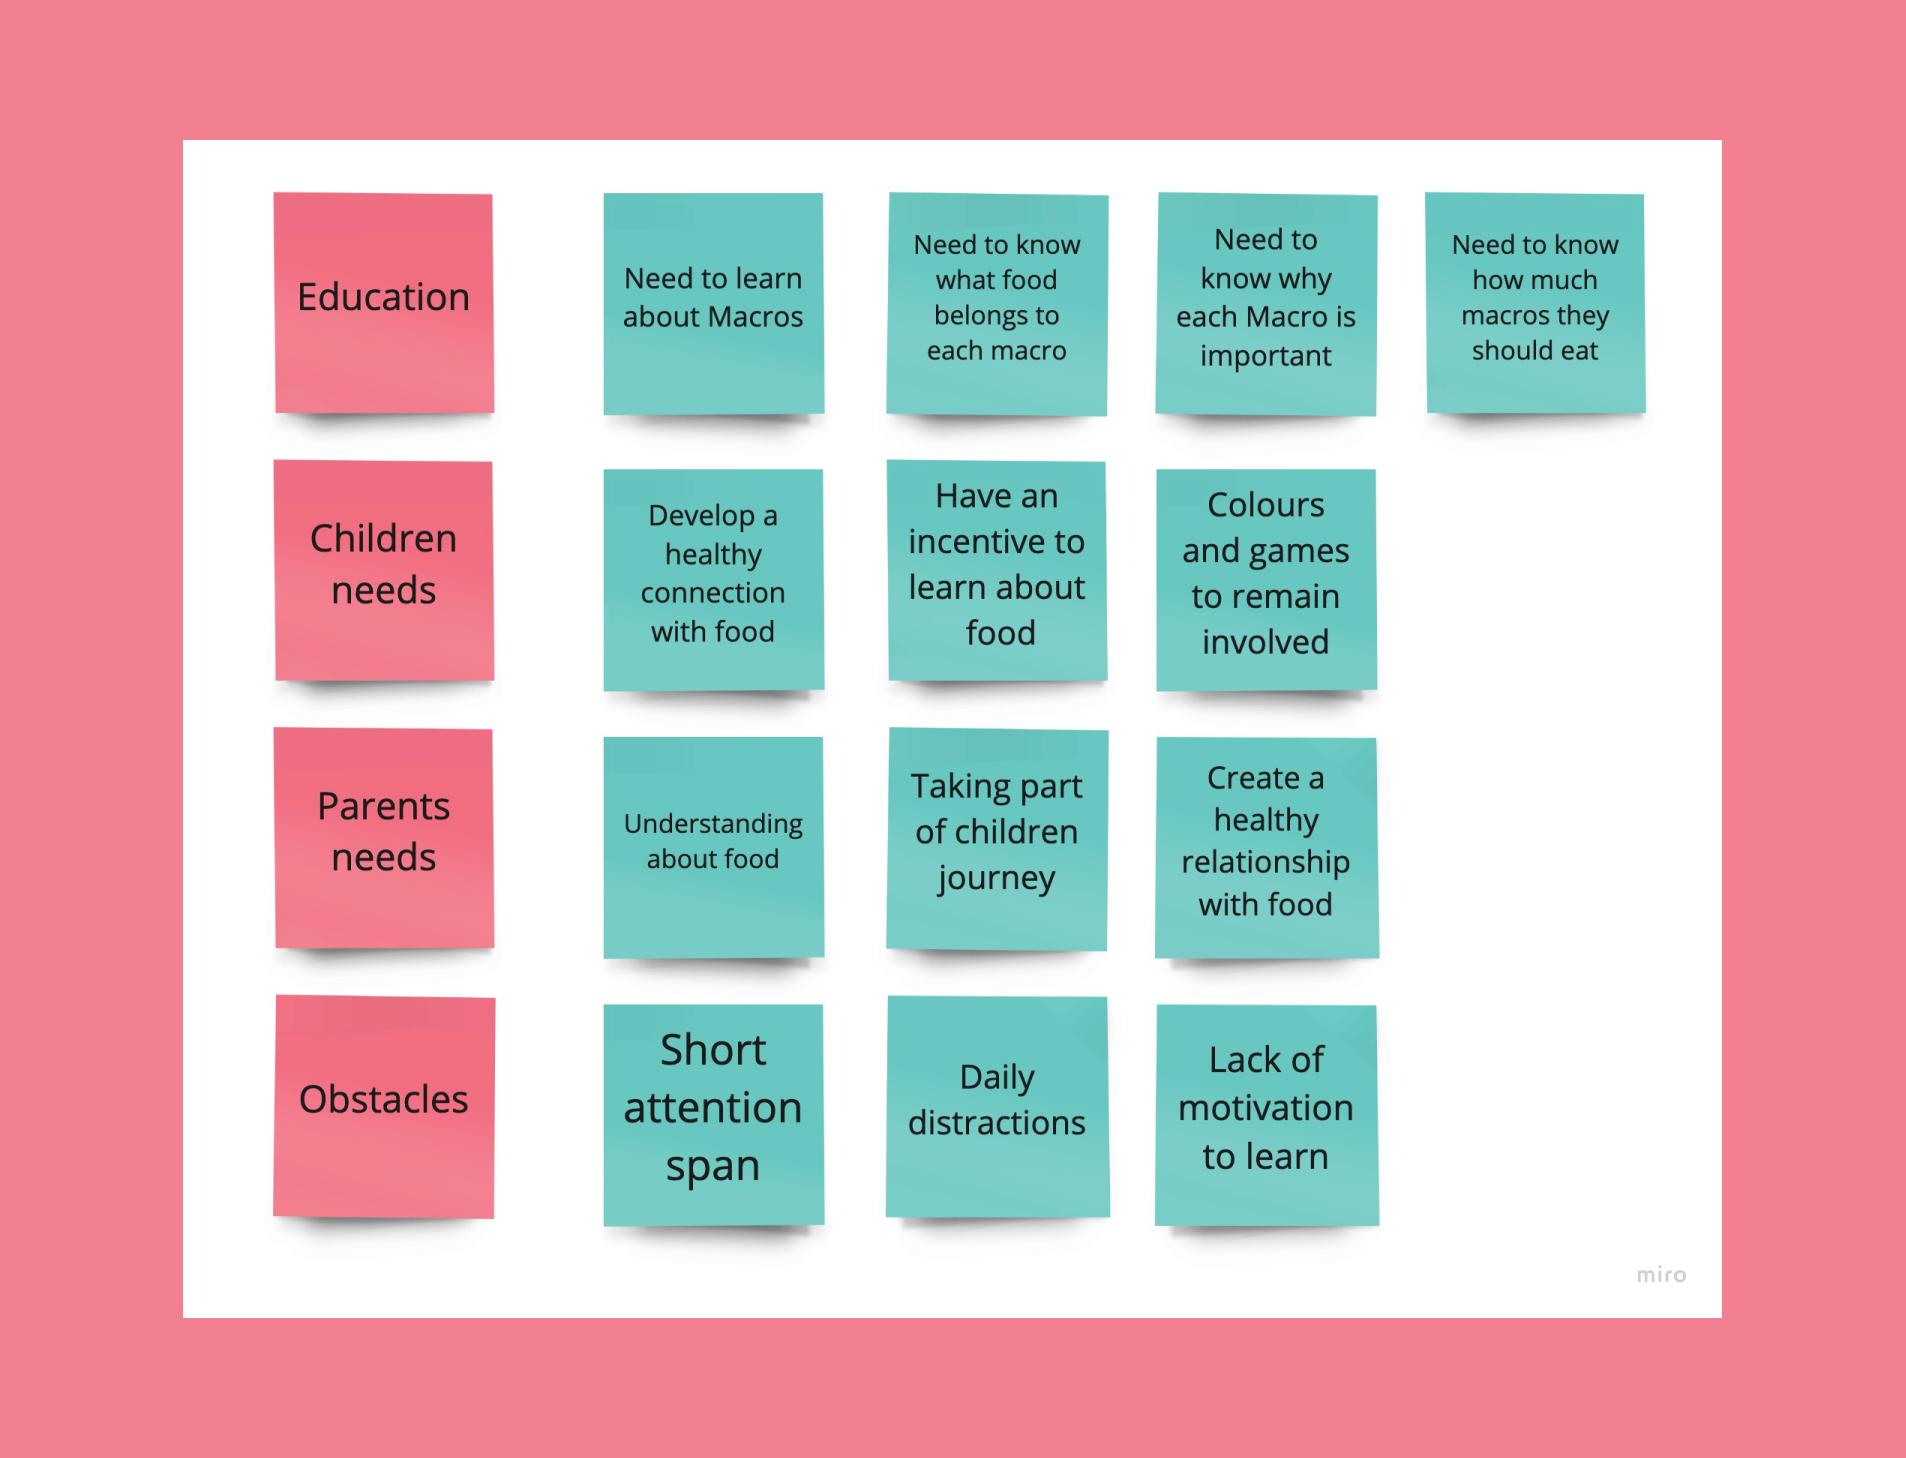 Education
Need to learn
about Macros
Need to know
what food
belongs to
each macro
Need to
know why
each Macro is
important
Need to know
how much
macros they
should eat
Children
needs
Develop a
healthy
connection
with food
Have an
incentive to
learn about
food
Colours
and games
to remain
involved
Parents
needs
Understanding
about food
Taking part
of children
journey
Create a
healthy
relationship
with food
Obstacles
Short
attention
span
Daily
distractions
Lack of
motivation
to learn
miro